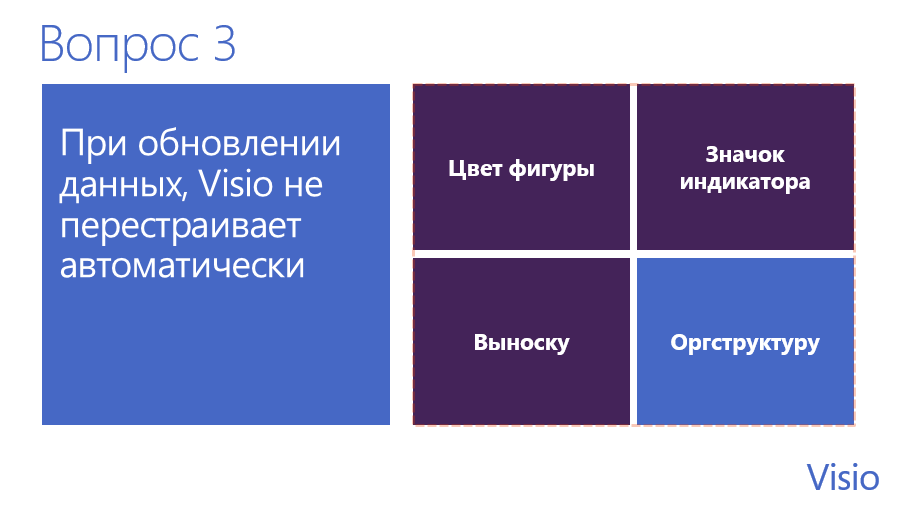 Вопрос 3
При обновлении
данных, Visio не
перестраивает
автоматически
Цвет фигуры
Значок
индикатора
Выноску
Оргструктуру
Visio